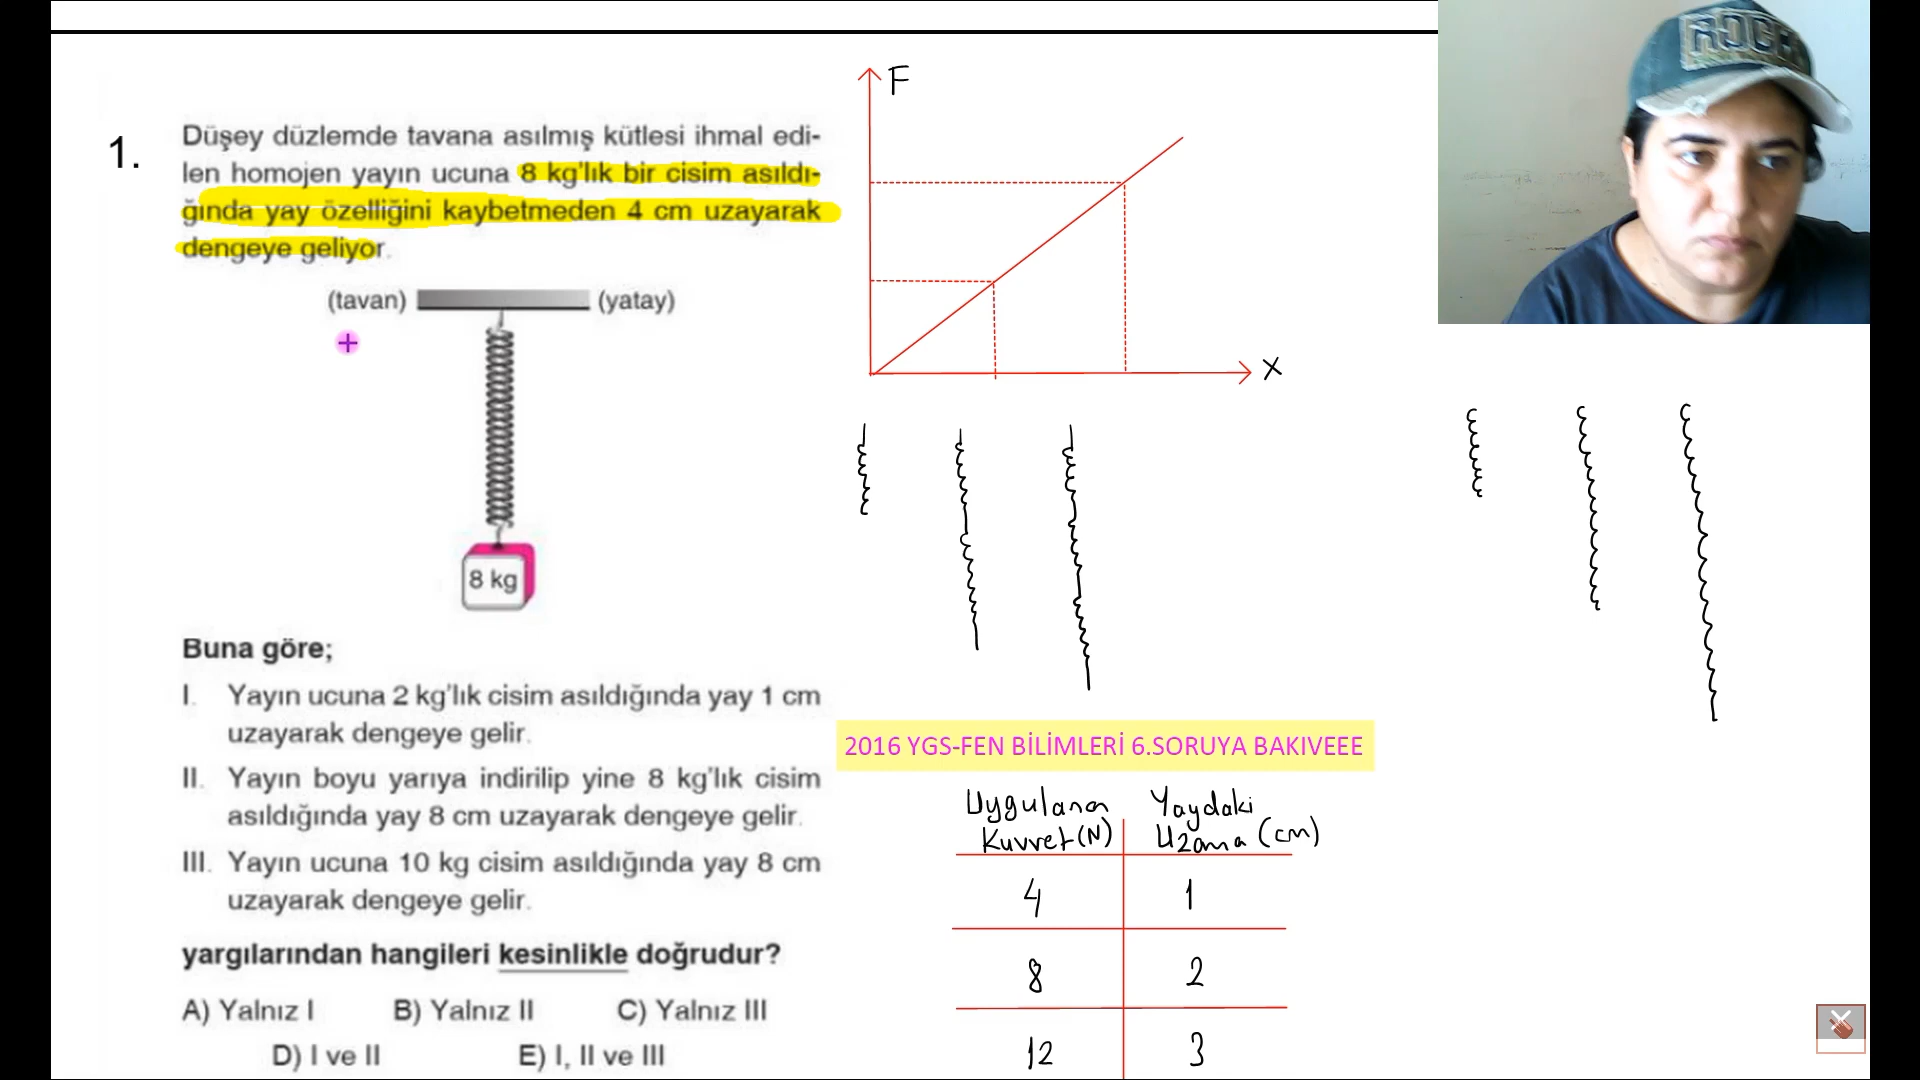 1.
Düşey düzlemde tavana asılmış kütlesi ihmal edi-
len homojen yayın ucuna 8 kg'lık bir cisim asıldı-
ğında yay özelliğini kaybetmeden 4 cm uzayarak
dengeye geliyor.
(tavan) (yatay)
8 kg
Buna göre;
I. Yayın ucuna 2 kg'lık cisim asıldığında yay 1 cm
uzayarak dengeye gelir.
II. Yayın boyu yarıya indirilip yine 8 kg'lık cisim
asıldığında yay 8 cm uzayarak dengeye gelir.
III. Yayın ucuna 10 kg cisim asıldığında yay 8 cm
uzayarak dengeye gelir.
yargılarından hangileri kesinlikle doğrudur?
A) Yalnız I B) Yalnız II C) Yalnız III
D) I ve II E) I, II ve III
F
X
2016 YGS-FEN BİLİMLERİ 6.SORUYA BAKIVEEE
Uygulanan Yaydaki
Kuvvet(N) Uzama (cm)
4 1
8 2
12 3
ROCK